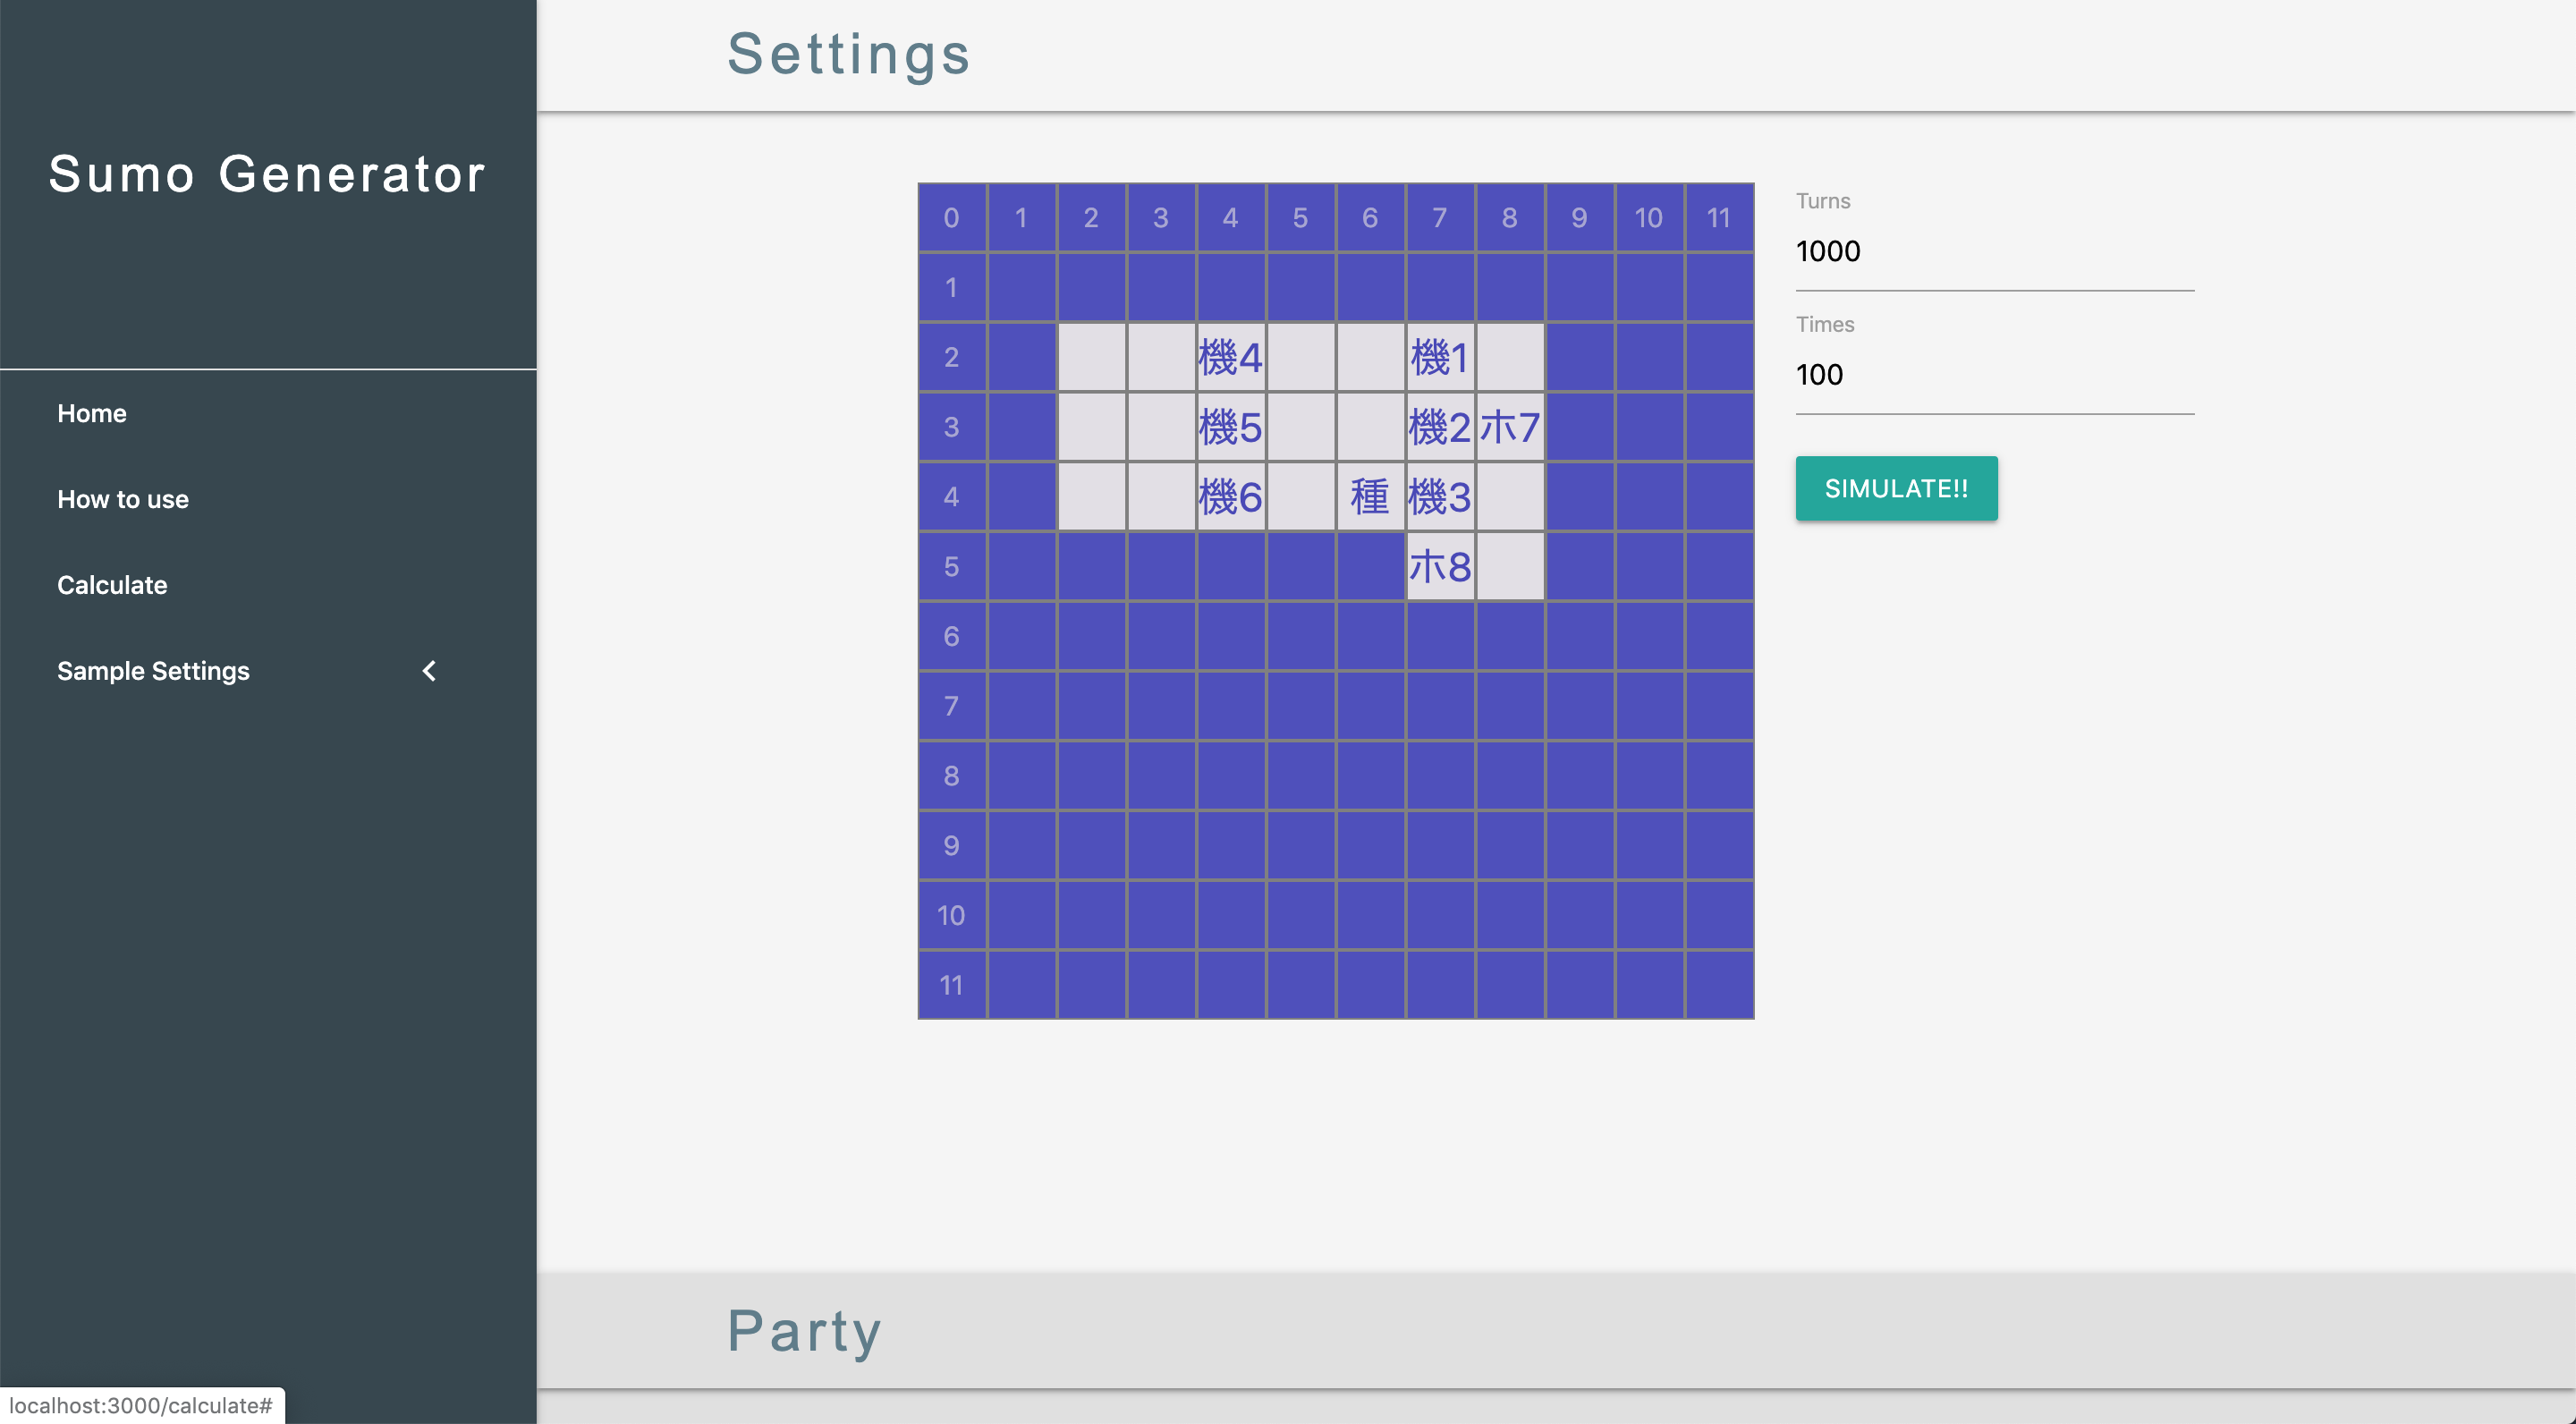 Settings
Sumo Generator
Home
How to use
Calculate
Sample Settings
0 1 2 3 4 5 6 7 8 9 10 11
1
2 機4 機1
3 機5 機2 ホ7
4 機6 種 機3
5 ホ8
6
7
8
9
10
11
Turns
1000
Times
100
SIMULATE!!
Party
localhost:3000/calculate#